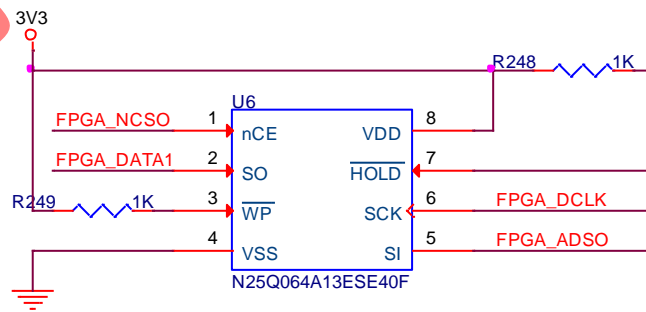 3V3
R248 1K
U6
FPGA_NCSO 1 nCE VDD 8
FPGA_DATA1 2 SO HOLD 7
R249 1K 3 WP SCK 6 FPGA_DCLK
4 VSS SI 5 FPGA_ADSO
N25Q064A13ESE40F